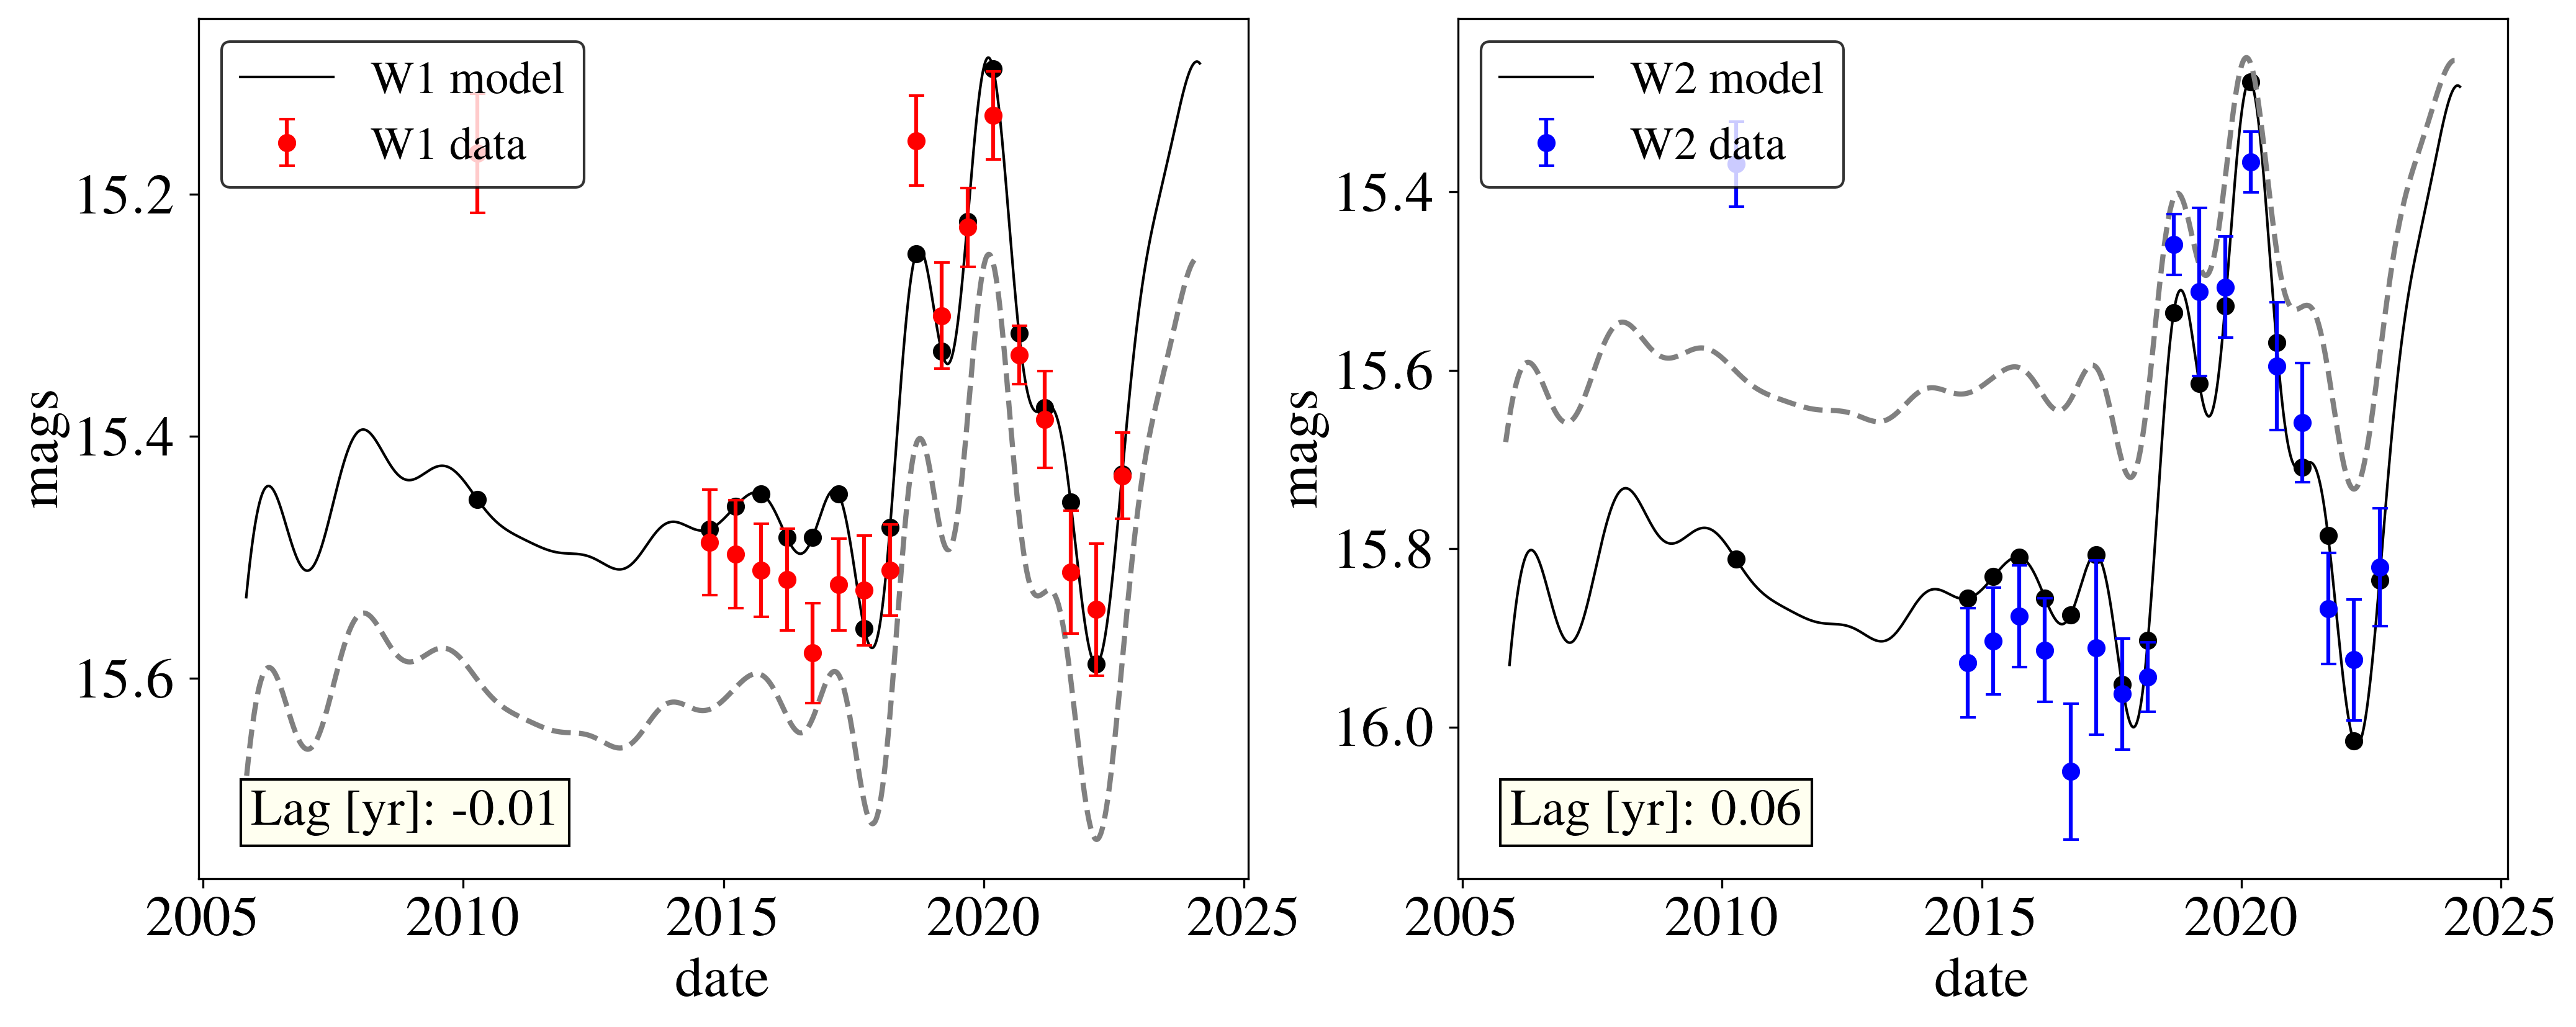 W1 model
W1 data
mags
15.2
15.4
15.6
Lag [yr]: -0.01
2005 2010 2015 2020 2025
date
W2 model
W2 data
mags
15.4
15.6
15.8
16.0
Lag [yr]: 0.06
2005 2010 2015 2020 2025
date